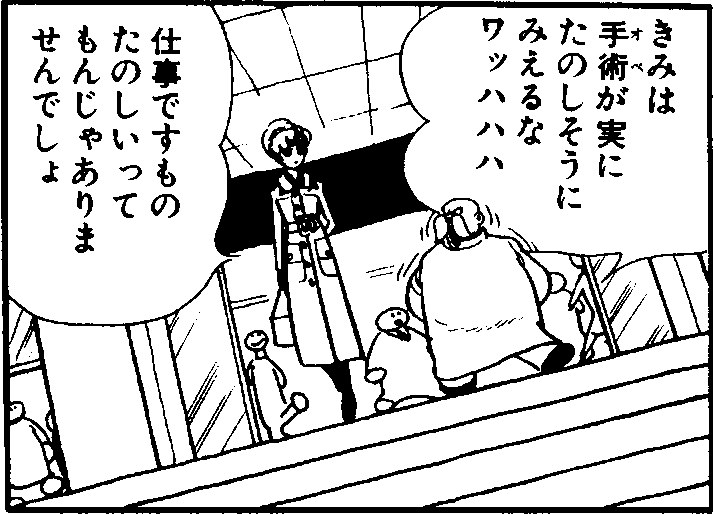 きみは
手術が実に
オペ
たのしそうに
みえるな
ワッハハハ
仕事ですもの
たのしいって
もんじゃありま
せんでしょ